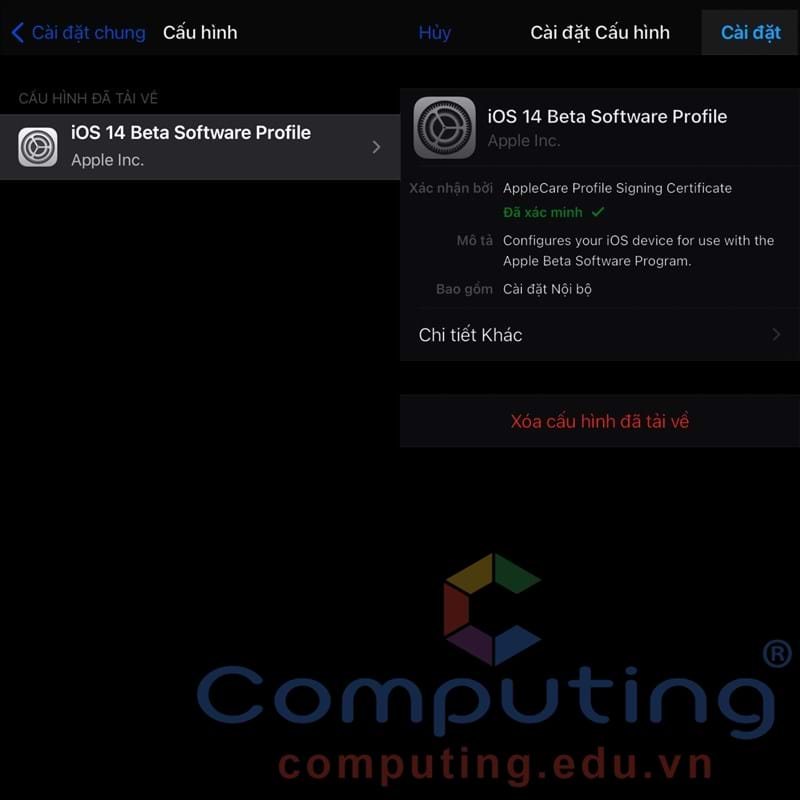 Cài đặt chung
Cấu hình
CẤU HÌNH ĐÃ TẢI VỀ
iOS 14 Beta Software Profile
Apple Inc.
Hủy
Cài đặt Cấu hình
Cài đặt
iOS 14 Beta Software Profile
Apple Inc.
Xác nhận bởi AppleCare Profile Signing Certificate
Đã xác minh ✓
Mô tả Configures your iOS device for use with the
Apple Beta Software Program.
Bao gồm Cài đặt Nội bộ
Chi tiết Khác
Xóa cấu hình đã tải về
Computing®
computing.edu.vn